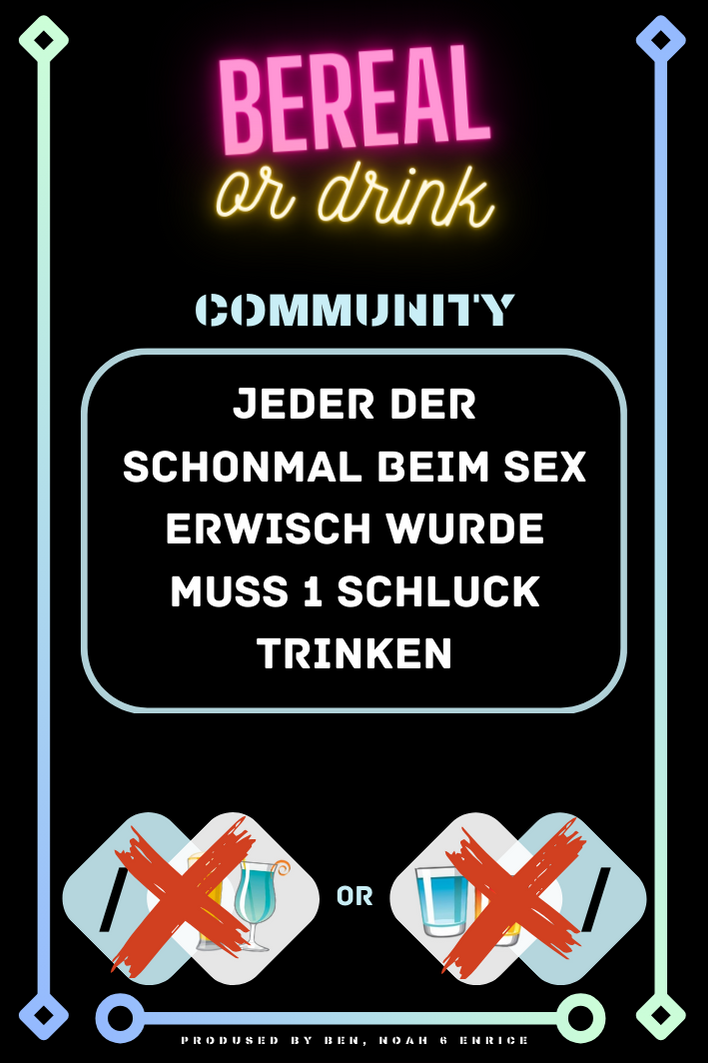 BEREAL
or drink
COMMUNITY
JEDER DER
SCHONMAL BEIM SEX
ERWISCH WURDE
MUSS 1 SCHLUCK
TRINKEN
/ OR /
PRODUSED BY BEN, NOAH & ENRICE